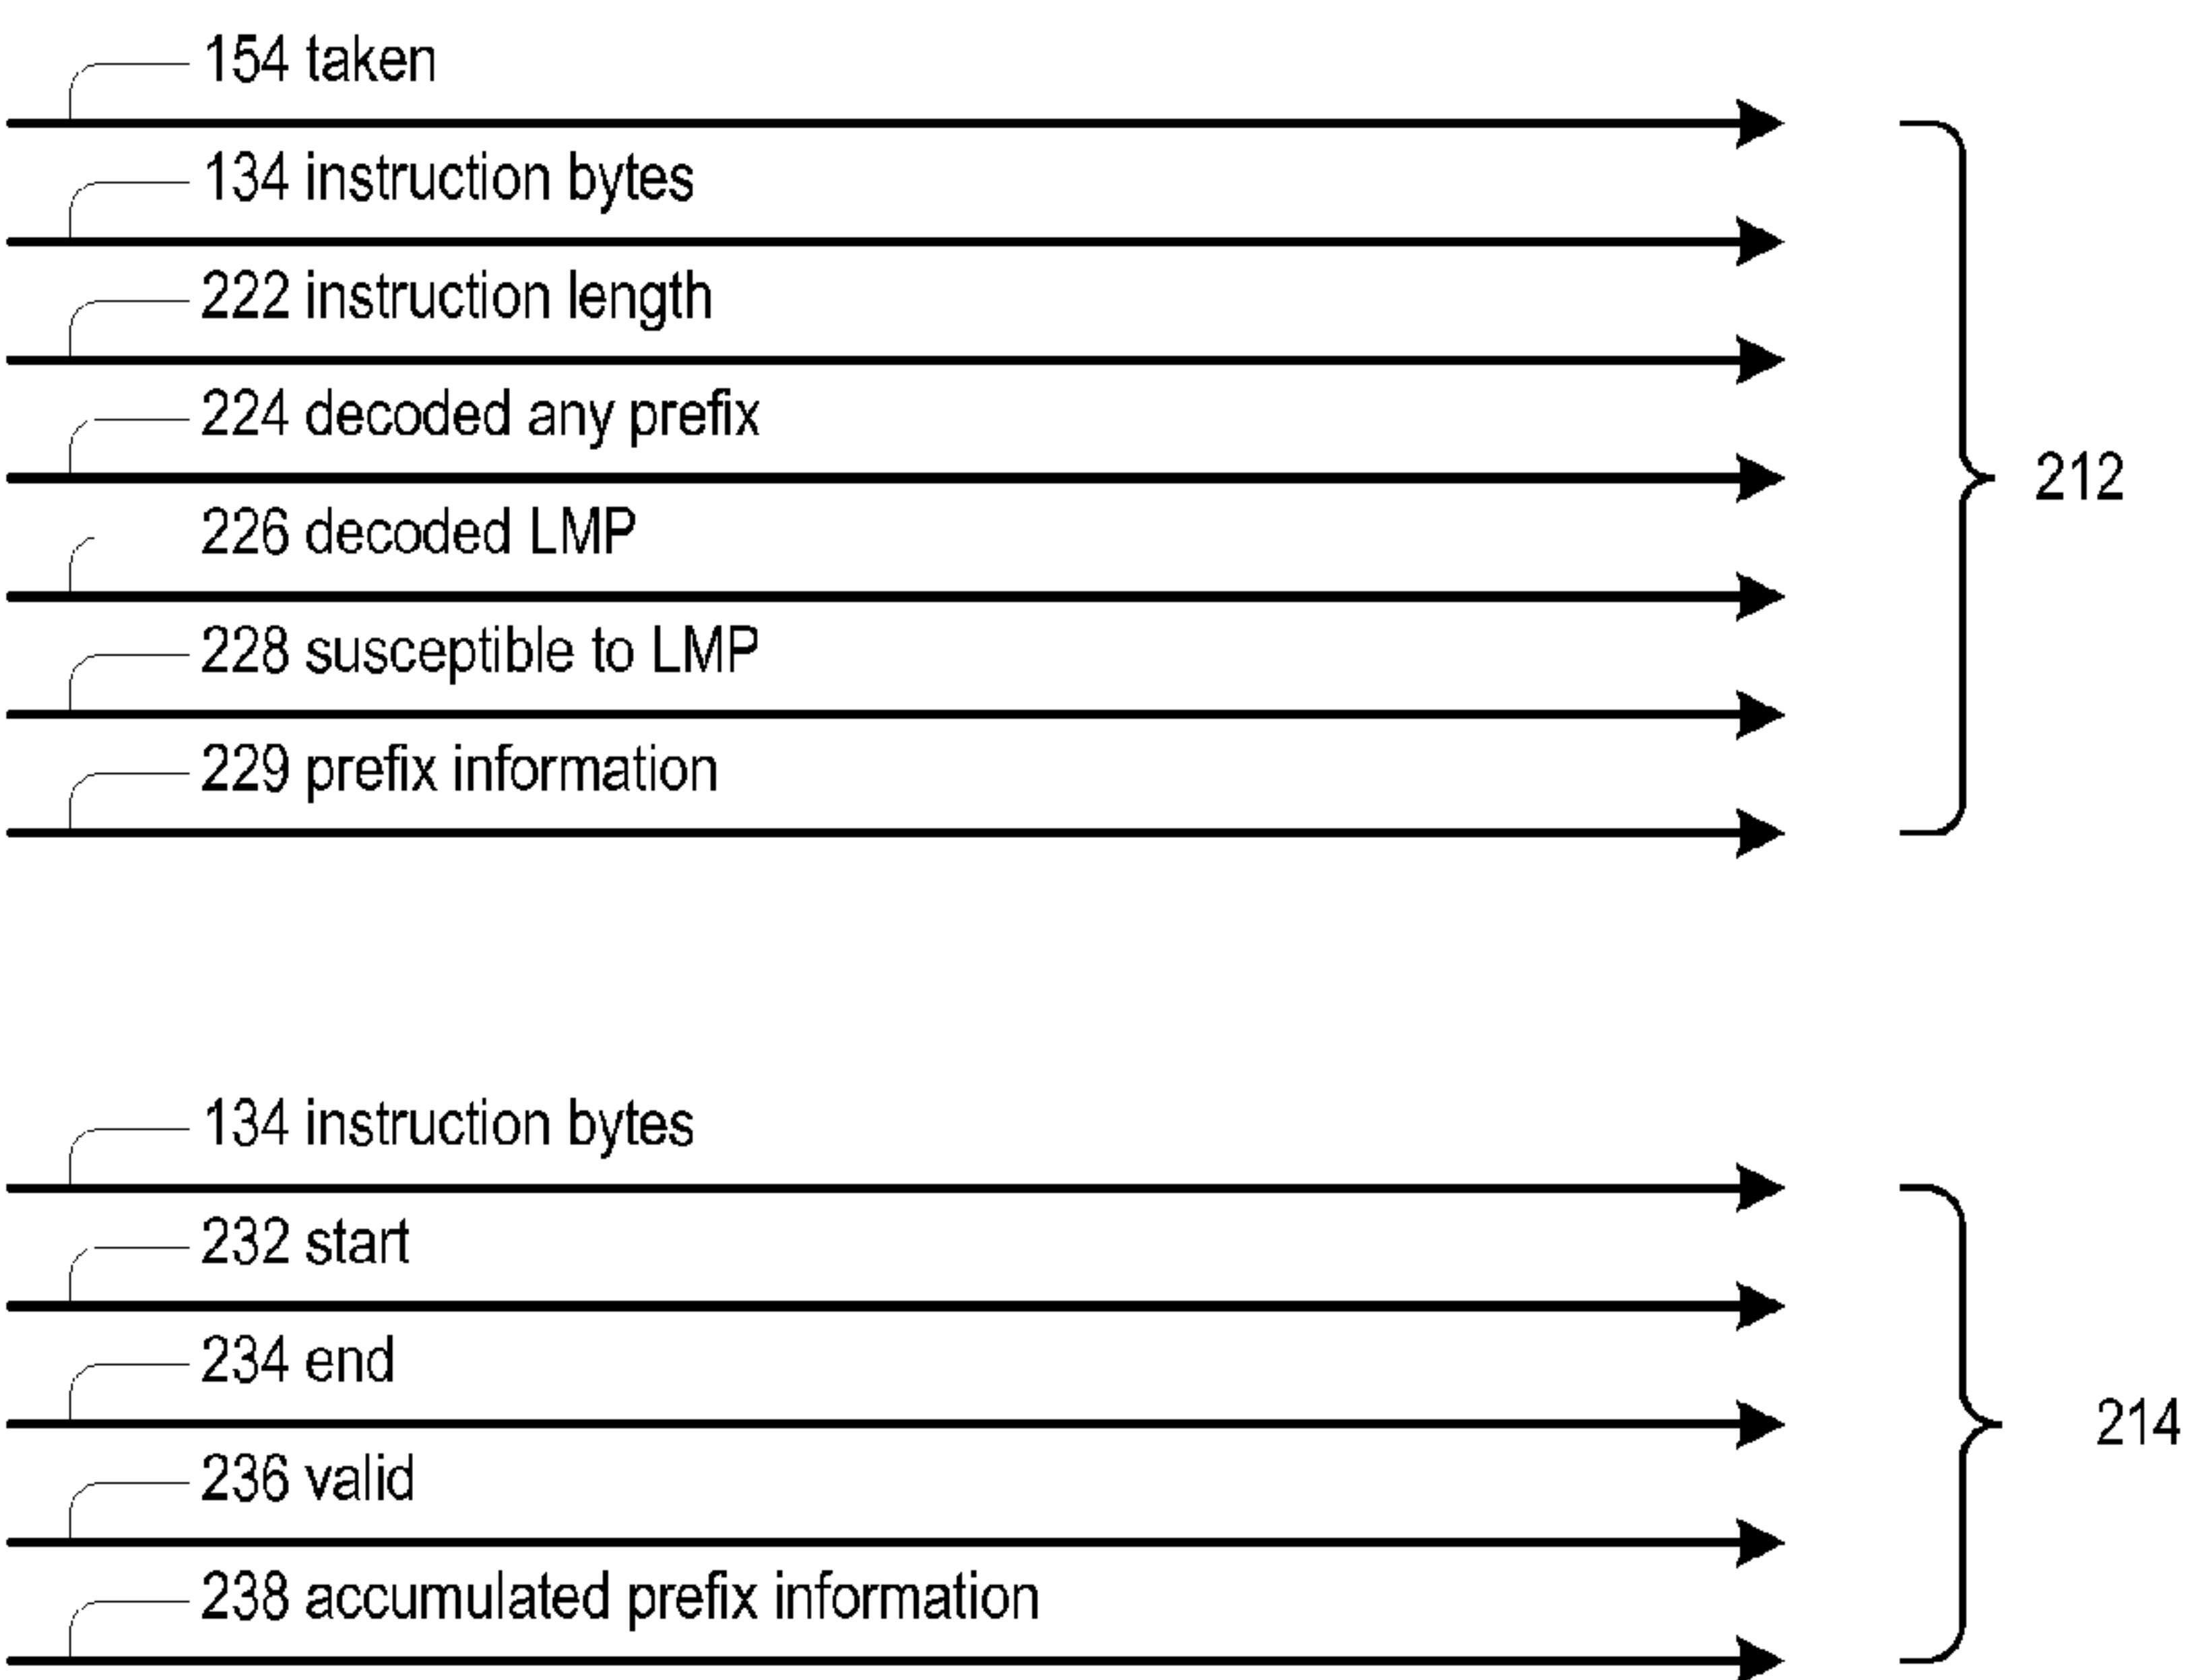 154 taken
134 instruction bytes
222 instruction length
224 decoded any prefix
212
226 decoded LMP
228 susceptible to LMP
229 prefix information
134 instruction bytes
232 start
234 end
214
236 valid
238 accumulated prefix information